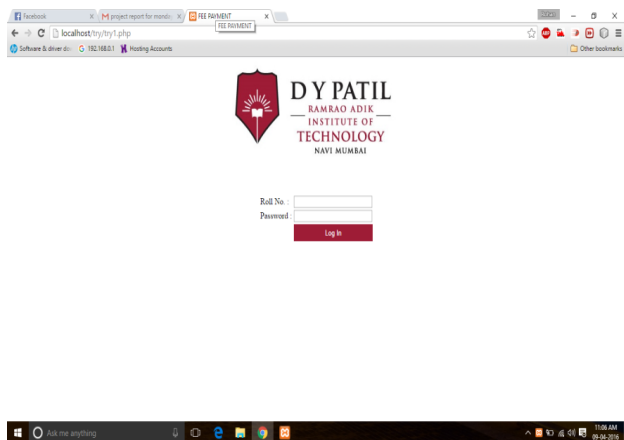 Facebook
M project report for monda
FEE PAYMENT
FEE PAYMENT
localhost/try/try1.php
Software & driver do
G 192.168.0.1
Hosting Accounts
Other bookmarks
D Y PATIL
RAMRAO ADIK
INSTITUTE OF
TECHNOLOGY
NAVI MUMBAI
Roll No. :
Password :
Log In
Ask me anything
11:06 AM
09-04-2016